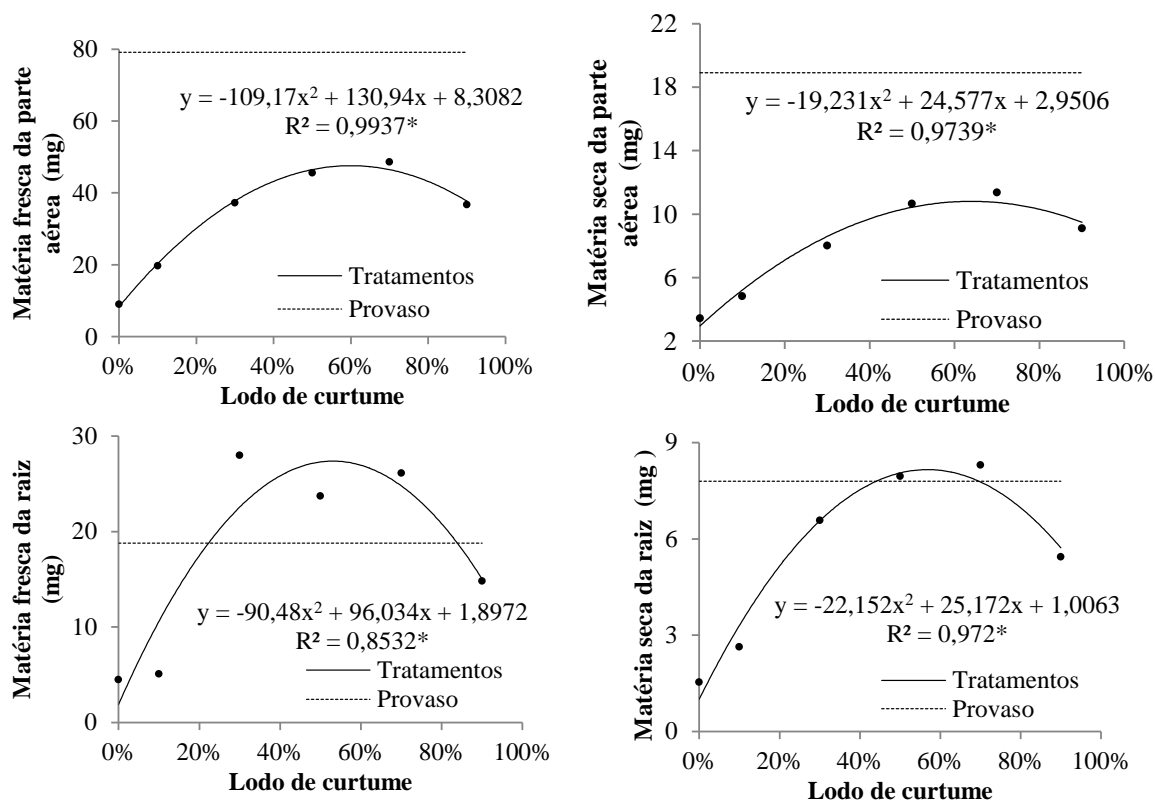 Matéria fresca da parte
aérea  (mg)
80
60
40
20
0
y = -109,17x² + 130,94x + 8,3082
R² = 0,9937*
Tratamentos
Provaso
0% 20% 40% 60% 80% 100%
Lodo de curtume
Matéria seca da parte
aérea  (mg)
22
18
14
10
6
2
y = -19,231x² + 24,577x + 2,9506
R² = 0,9739*
Tratamentos
Provaso
0% 20% 40% 60% 80% 100%
Lodo de curtume
Matéria fresca da raiz
(mg)
30
20
10
0
y = -90,48x² + 96,034x + 1,8972
R² = 0,8532*
Tratamentos
Provaso
0% 20% 40% 60% 80% 100%
Lodo de curtume
Matéria seca da raiz  (mg )
9
6
3
0
y = -22,152x² + 25,172x + 1,0063
R² = 0,972*
Tratamentos
Provaso
0% 20% 40% 60% 80% 100%
Lodo de curtume